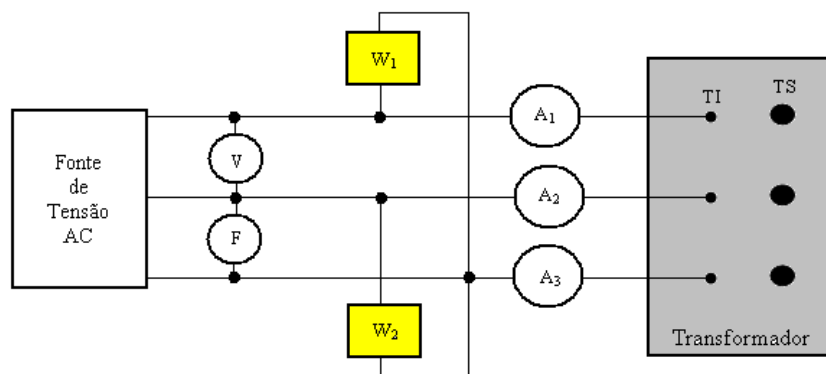 W₁
Fonte
de
Tensão
AC
V
F
A₁
A₂
A₃
W₂
TI
TS
Transformador